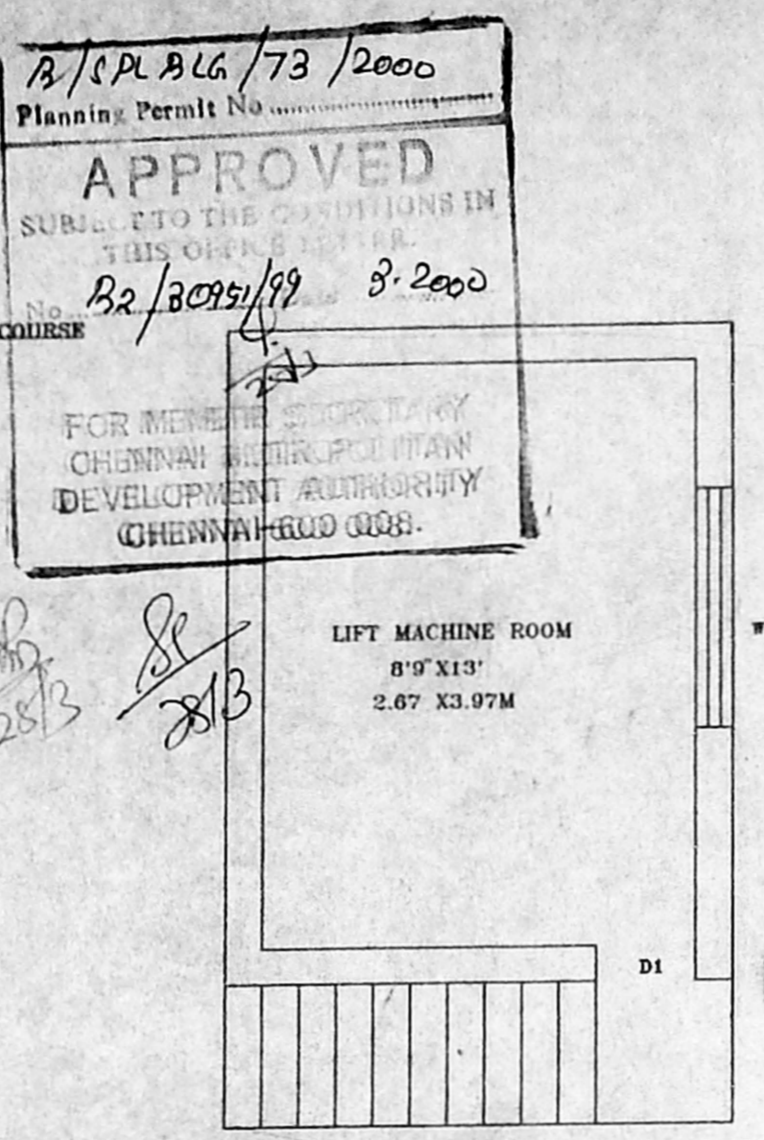 B/SPL BLG/73/2000
Planning Permit No
APPROVED
SUBJECT TO THE CONDITIONS IN
THIS OFFICE LETTER.
No B2/30951/99 3.2000
COURSE
FOR MEMBER SECRETARY
CHENNAI METROPOLITAN
DEVELOPMENT AUTHORITY
CHENNAI-600 008.
28/3
28/3
LIFT MACHINE ROOM
8'9" X13'
2.67 X3.97M
W
D1